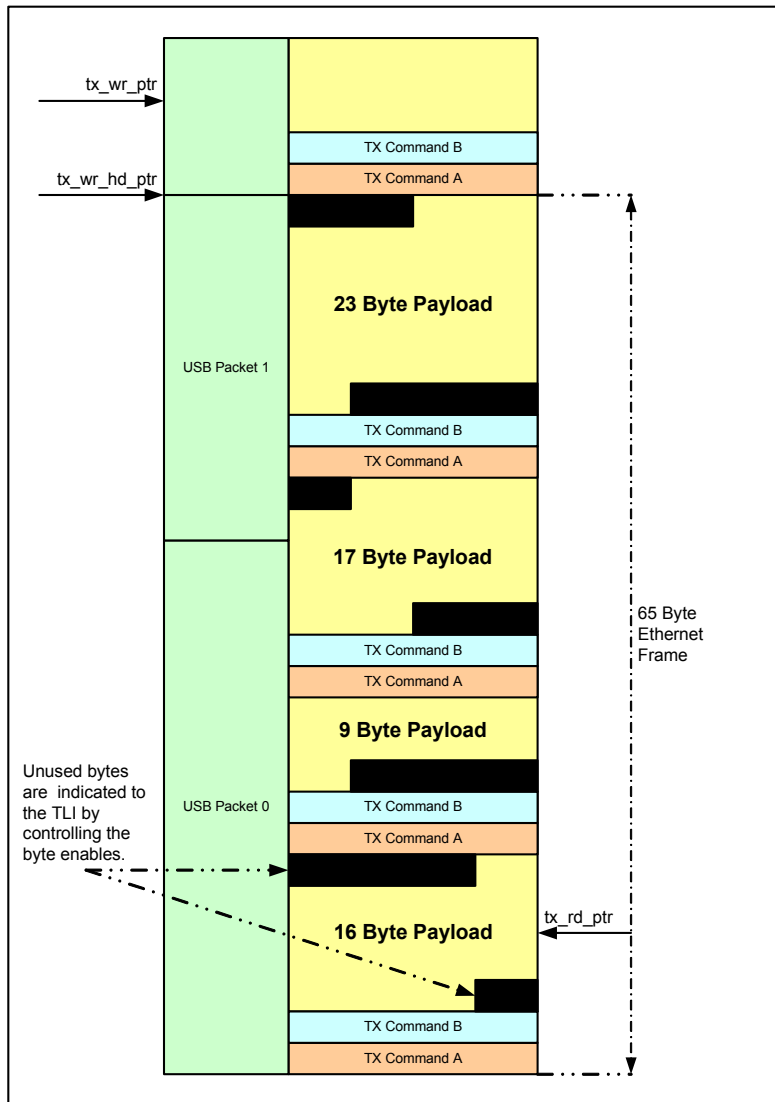 tx_wr_ptr
TX Command B
tx_wr_hd_ptr
TX Command A
23 Byte Payload
USB Packet 1
TX Command B
TX Command A
17 Byte Payload
65 Byte
Ethernet
Frame
TX Command B
TX Command A
9 Byte Payload
Unused bytes
are indicated to
the TLI by
controlling the
byte enables.
USB Packet 0
TX Command B
TX Command A
16 Byte Payload
tx_rd_ptr
TX Command B
TX Command A